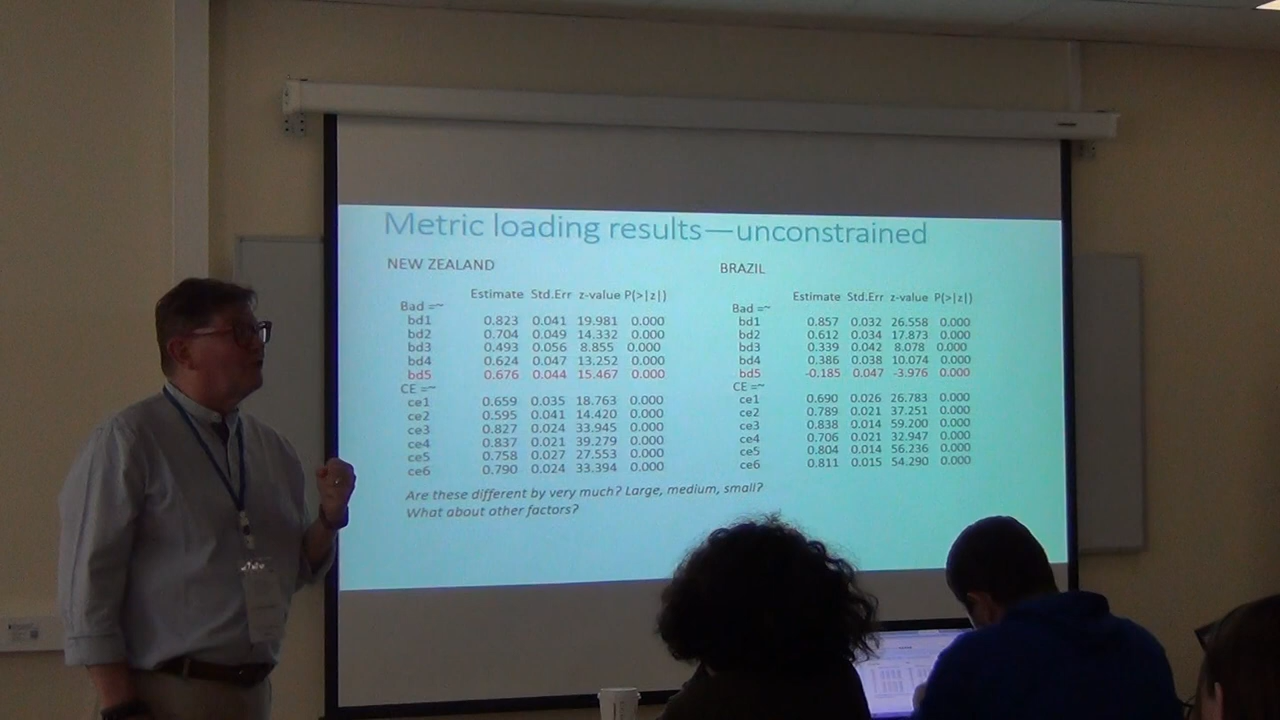 Metric loading results—unconstrained
NEW ZEALAND
Estimate Std.Err z-value P(>|z|)
Bad =~
bd1 0.823 0.041 19.981 0.000
bd2 0.704 0.049 14.332 0.000
bd3 0.493 0.056 8.855 0.000
bd4 0.624 0.047 13.252 0.000
bd5 0.676 0.044 15.467 0.000
CE =~
ce1 0.659 0.035 18.763 0.000
ce2 0.595 0.041 14.420 0.000
ce3 0.827 0.024 33.945 0.000
ce4 0.837 0.021 39.279 0.000
ce5 0.758 0.027 27.553 0.000
ce6 0.790 0.024 33.394 0.000
BRAZIL
Estimate Std.Err z-value P(>|z|)
Bad =~
bd1 0.857 0.032 26.558 0.000
bd2 0.612 0.034 17.873 0.000
bd3 0.339 0.042 8.078 0.000
bd4 0.386 0.038 10.074 0.000
bd5 -0.185 0.047 -3.976 0.000
CE =~
ce1 0.690 0.026 26.783 0.000
ce2 0.789 0.021 37.251 0.000
ce3 0.838 0.014 59.200 0.000
ce4 0.706 0.021 32.947 0.000
ce5 0.804 0.014 56.236 0.000
ce6 0.811 0.015 54.290 0.000
Are these different by very much? Large, medium, small?
What about other factors?